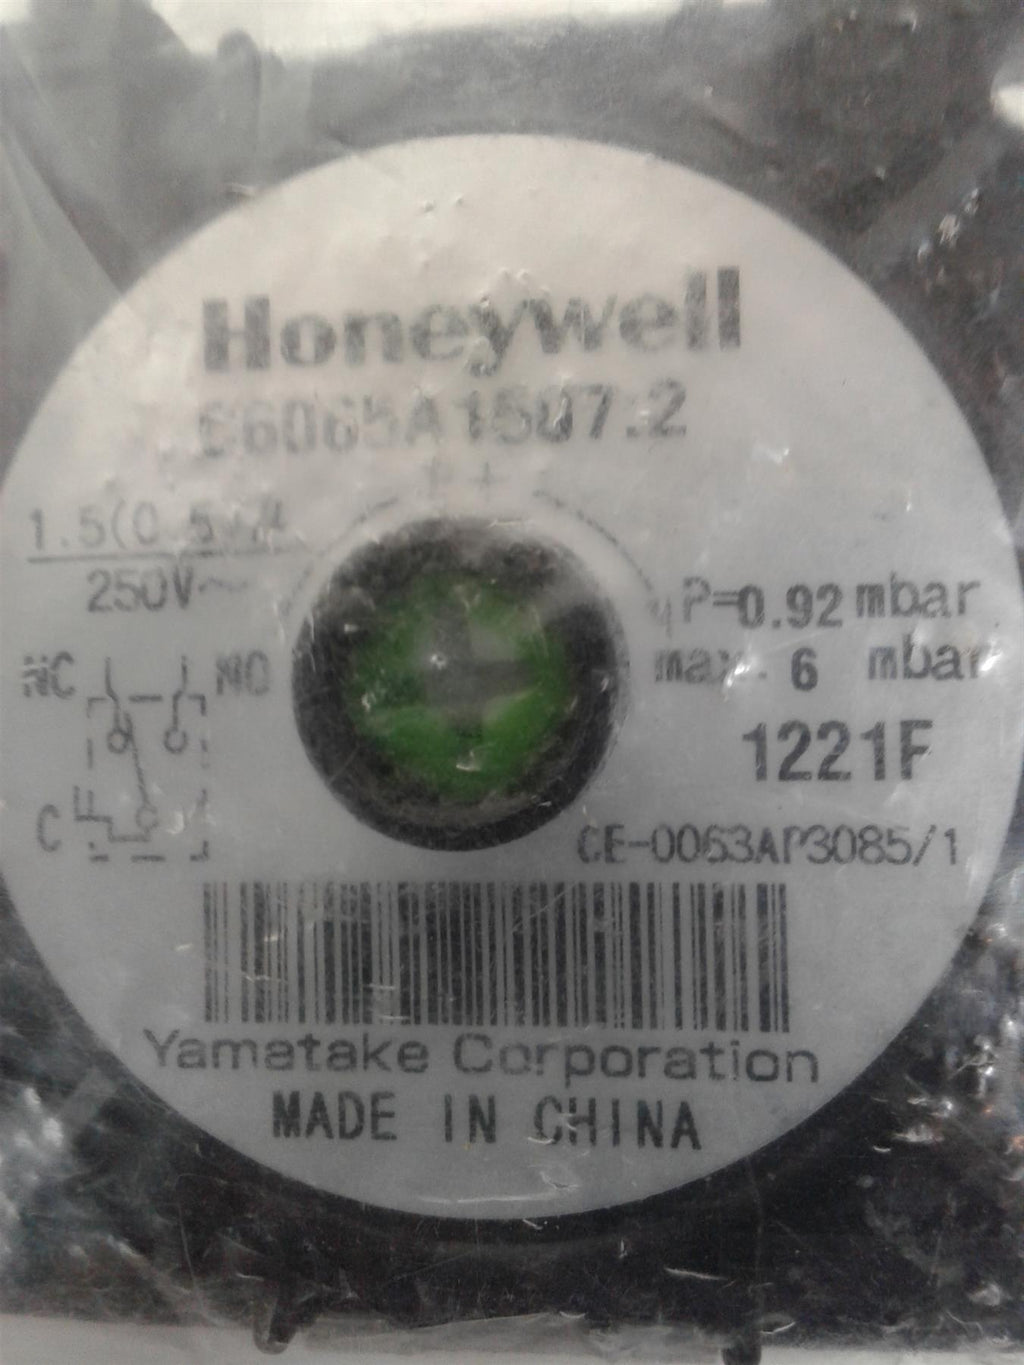 Honeywell
S6065A1507:2
++
1.5(0.5)A
250V~
P=0.92 mbar
max. 6 mbar
NC NO
1221F
C
CE-0063AP3085/1
Yamatake Corporation
MADE IN CHINA